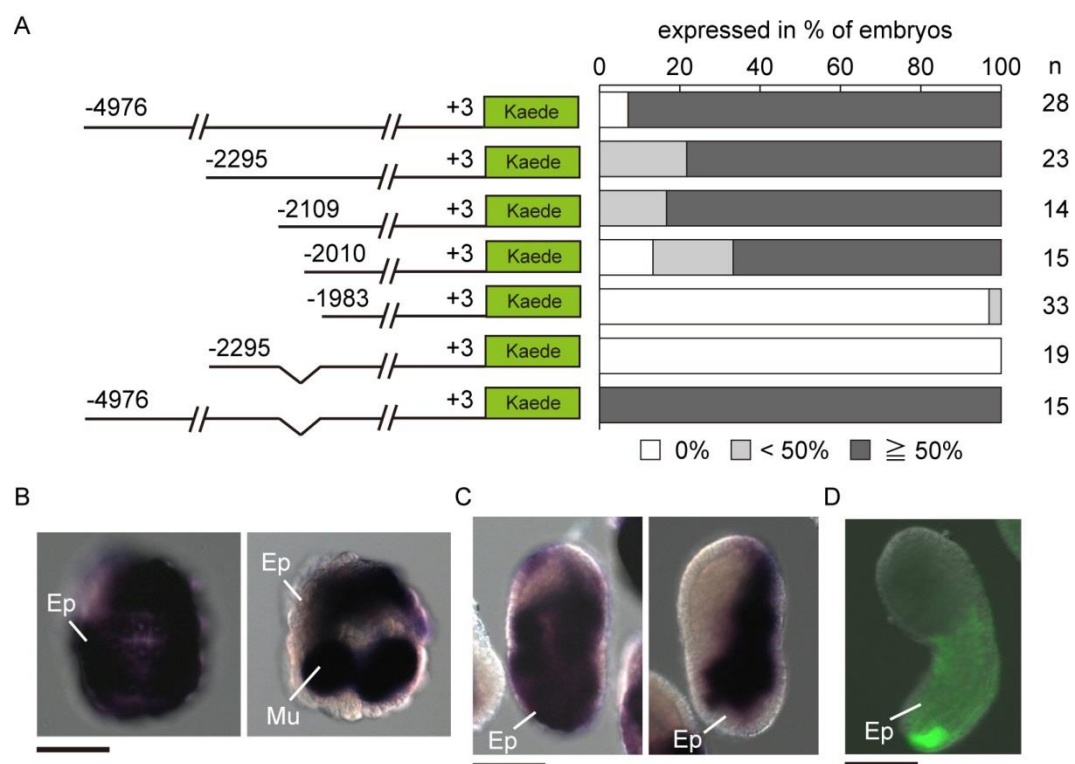 A
expressed in % of embryos
0 20 40 60 80 100 n
-4976 +3 Kaede 28
-2295 +3 Kaede 23
-2109 +3 Kaede 14
-2010 +3 Kaede 15
-1983 +3 Kaede 33
-2295 +3 Kaede 19
-4976 +3 Kaede 15
0% < 50% ≧ 50%
B C D
Ep Ep Mu Ep Ep Ep